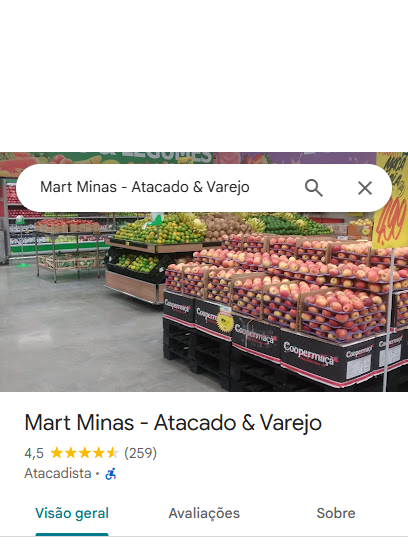 & LEGUMES
Mart Minas - Atacado & Varejo
4,99
Coopermaçã
Coopermaçã
Coopermaçã
Mart Minas - Atacado & Varejo
4,5 (259)
Atacadista ·
Visão geral
Avaliações
Sobre